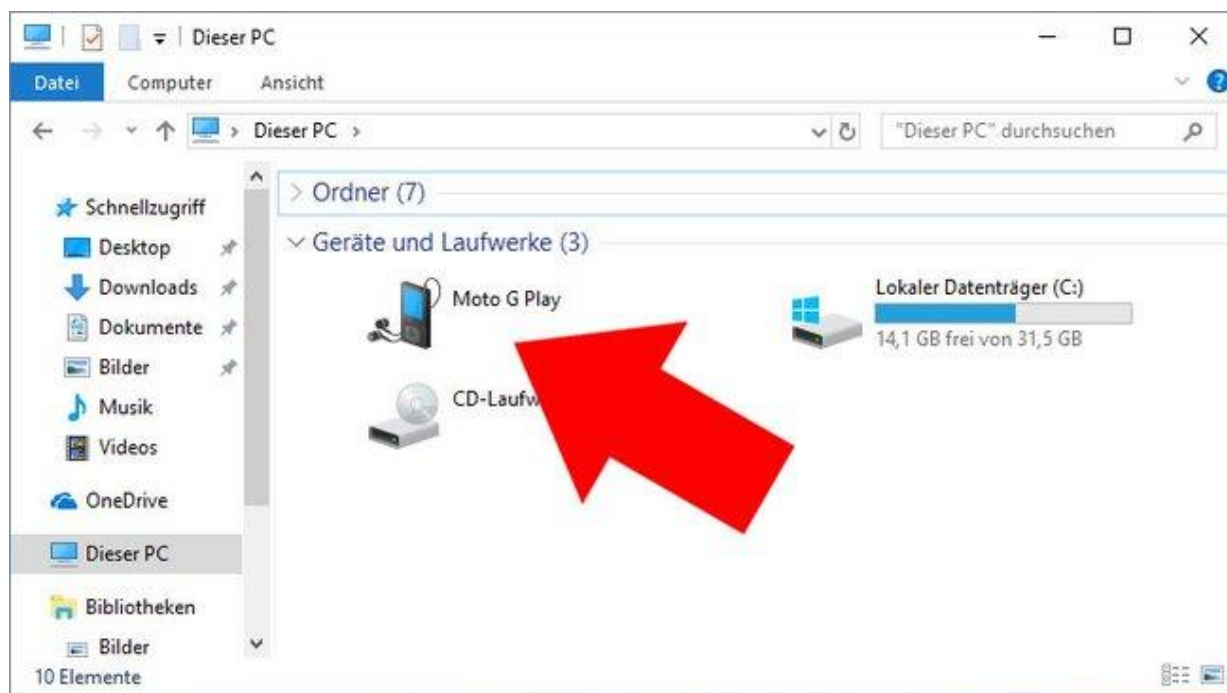 Dieser PC
Datei Computer Ansicht
Dieser PC "Dieser PC" durchsuchen
Schnellzugriff
Desktop
Downloads
Dokumente
Bilder
Musik
Videos
OneDrive
Dieser PC
Bibliotheken
Bilder
Ordner (7)
Geräte und Laufwerke (3)
Moto G Play
Lokaler Datenträger (C:)
14,1 GB frei von 31,5 GB
10 Elemente